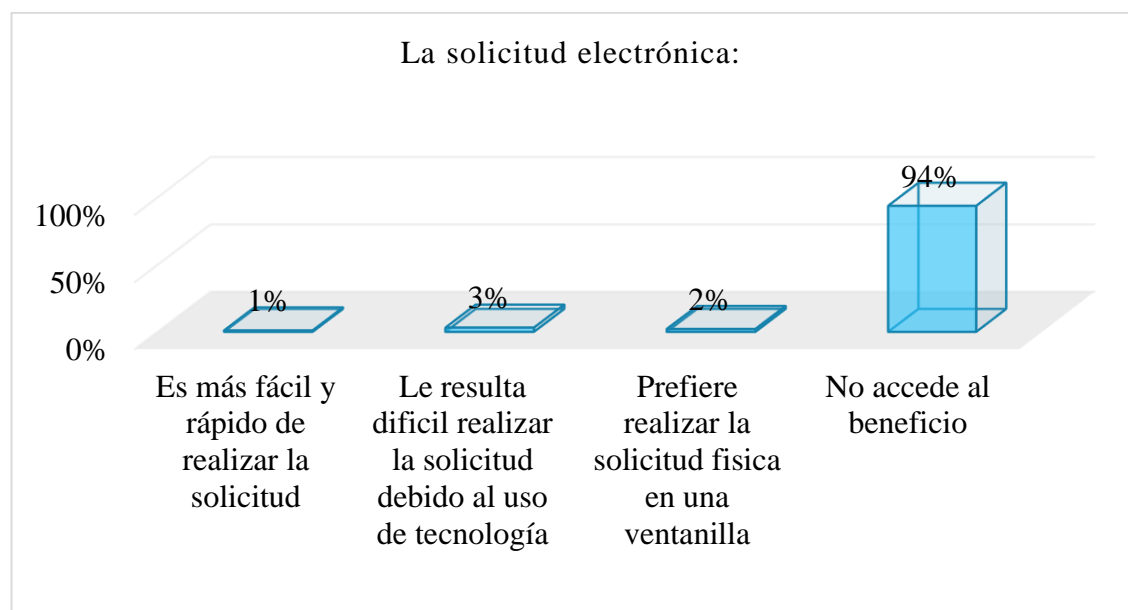 La solicitud electrónica:
94%
100%
50%
1%
3%
2%
0%
Es más fácil y
rápido de
realizar la
solicitud
Le resulta
dificil realizar
la solicitud
debido al uso
de tecnología
Prefiere
realizar la
solicitud fisica
en una
ventanilla
No accede al
beneficio